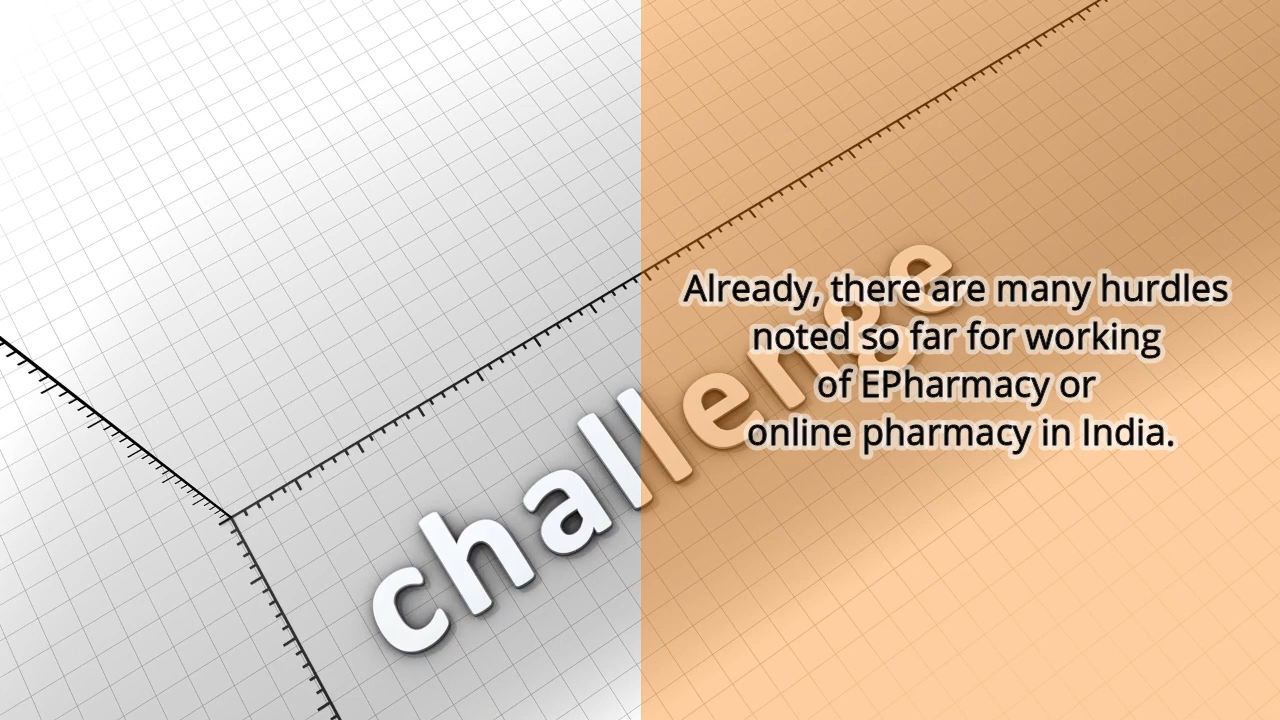 challenge
Already, there are many hurdles
noted so far for working
of EPharmacy or
online pharmacy in India.